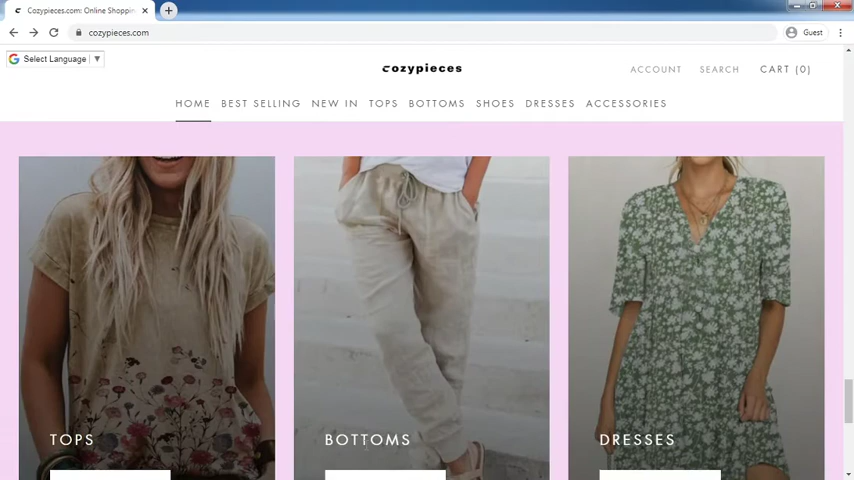 Cozypieces.com: Online Shoppin
cozypieces.com
Guest
Select Language
cozypieces
ACCOUNT SEARCH CART (0)
HOME BEST SELLING NEW IN TOPS BOTTOMS SHOES DRESSES ACCESSORIES
TOPS BOTTOMS DRESSES